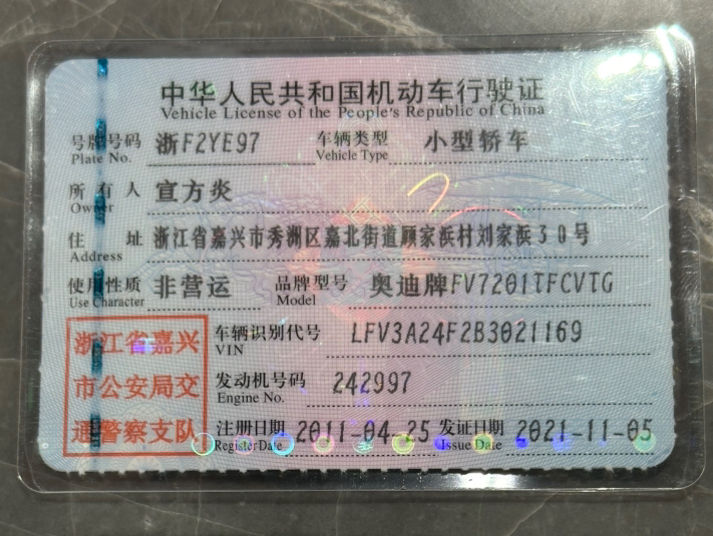 中华人民共和国机动车行驶证
Vehicle License of the People's Republic of China
号牌号码 浙F2YE97 车辆类型 小型轿车
Plate No. Vehicle Type
所有人 宣方炎
Owner
住址 浙江省嘉兴市秀洲区嘉北街道顾家浜村刘家浜30号
Address
使用性质 非营运 品牌型号 奥迪牌FV7201TFCVTG
Use Character Model
浙江省嘉兴
市公安局交
通警察支队
车辆识别代号 LFV3A24F2B3021169
VIN
发动机号码 242997
Engine No.
注册日期 2011-04-25 发证日期 2021-11-05
Register Date Issue Date